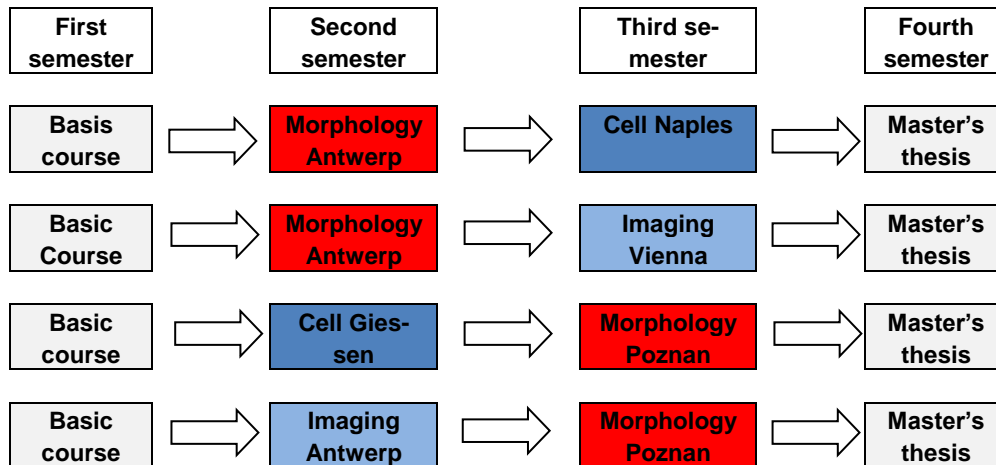 First
semester
Second
semester
Third se-
mester
Fourth
semester
Basis
course
Morphology
Antwerp
Cell Naples
Master's
thesis
Basic
Course
Morphology
Antwerp
Imaging
Vienna
Master's
thesis
Basic
course
Cell Gies-
sen
Morphology
Poznan
Master's
thesis
Basic
course
Imaging
Antwerp
Morphology
Poznan
Master's
thesis